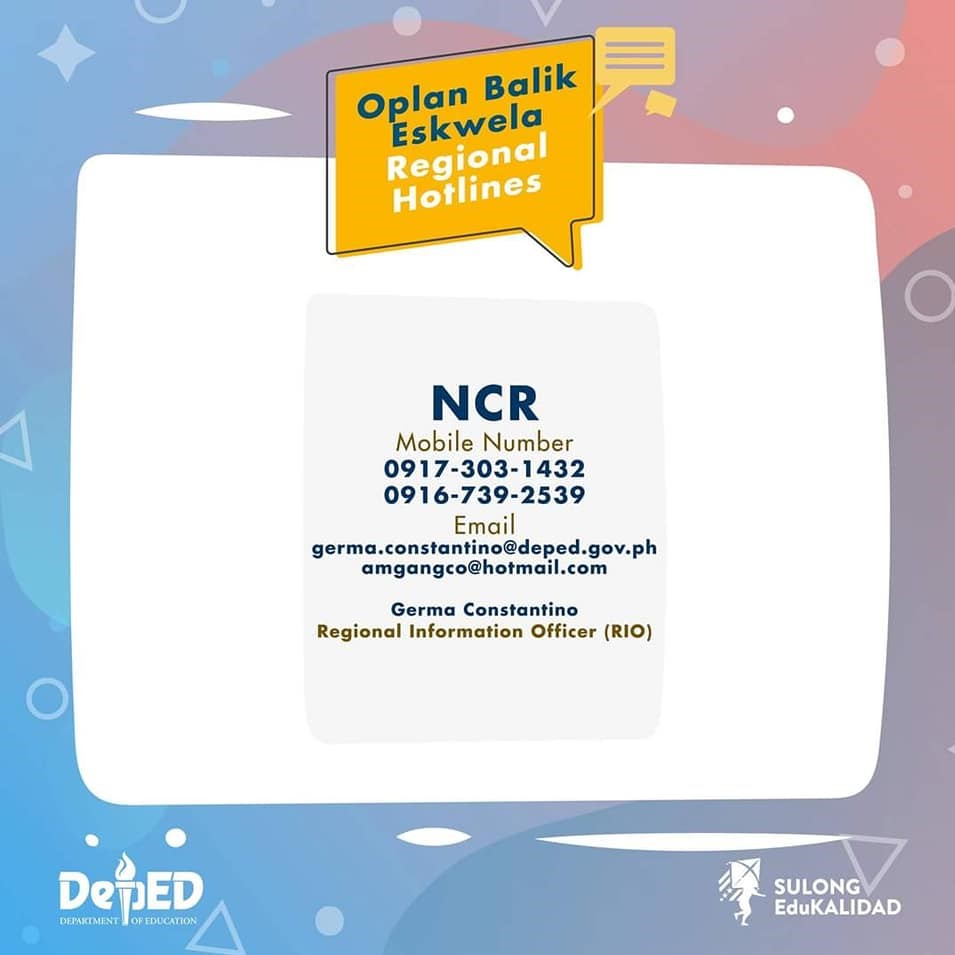 Oplan Balik
Eskwela
Regional
Hotlines
NCR
Mobile Number
0917-303-1432
0916-739-2539
Email
germa.constantino@deped.gov.ph
amgangco@hotmail.com
Germa Constantino
Regional Information Officer (RIO)
DepED
DEPARTMENT OF EDUCATION
SULONG
EduKALIDAD